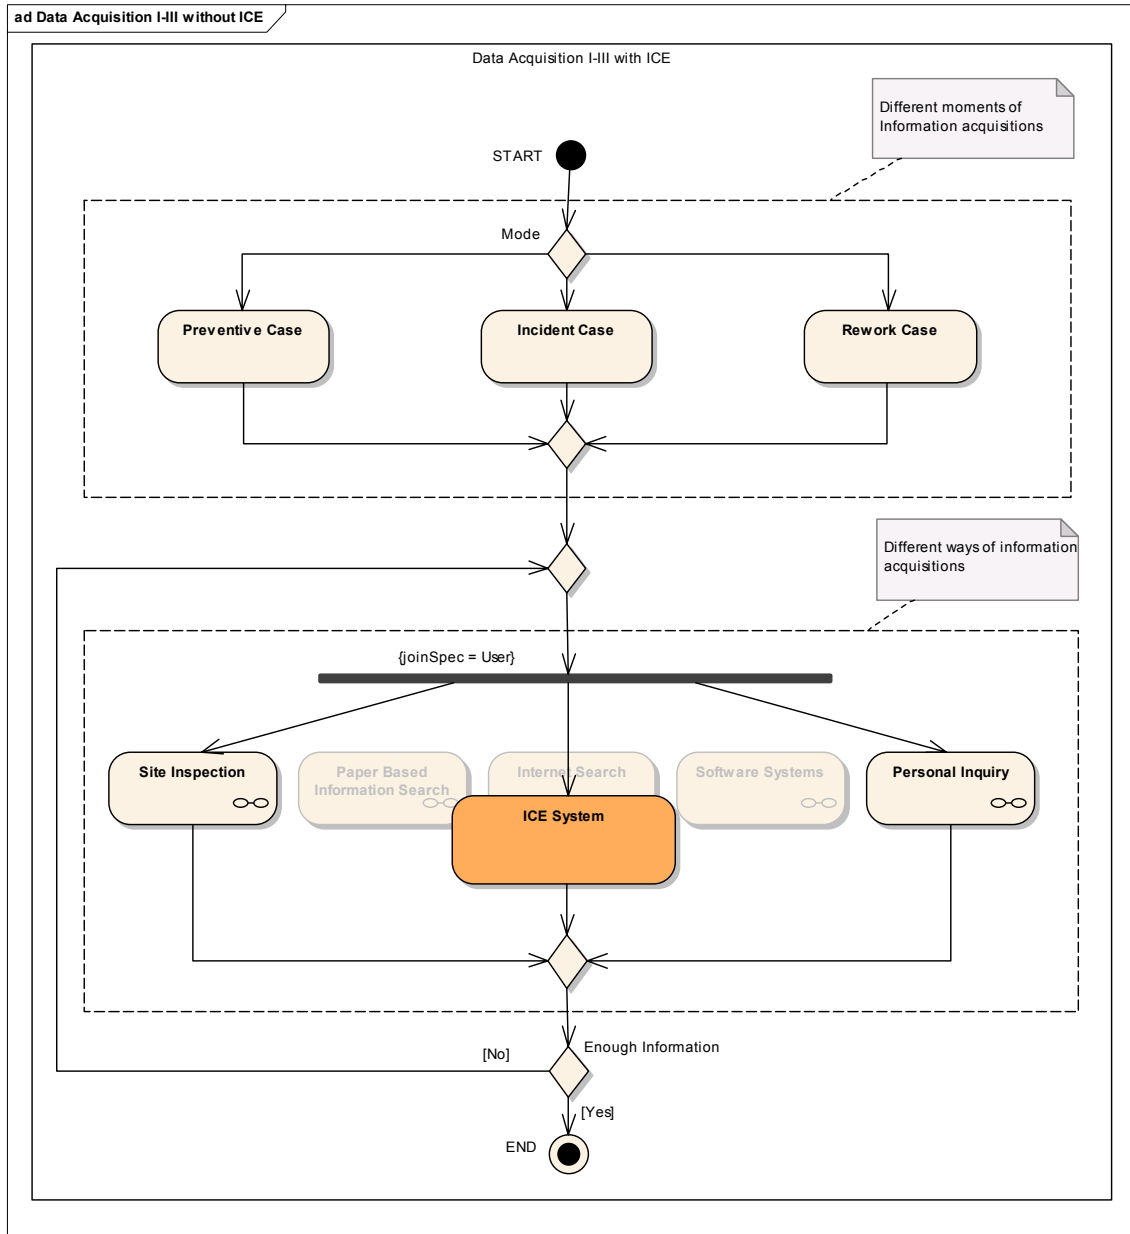 ad Data Acquisition I-III without ICE
Data Acquisition I-III with ICE
Different moments of
Information acquisitions
START
Mode
Preventive Case
Incident Case
Rework Case
Different ways of information
acquisitions
{joinSpec = User}
Site Inspection
Paper Based
Information Search
Internet Search
Software Systems
Personal Inquiry
ICE System
Enough Information
[No]
[Yes]
END